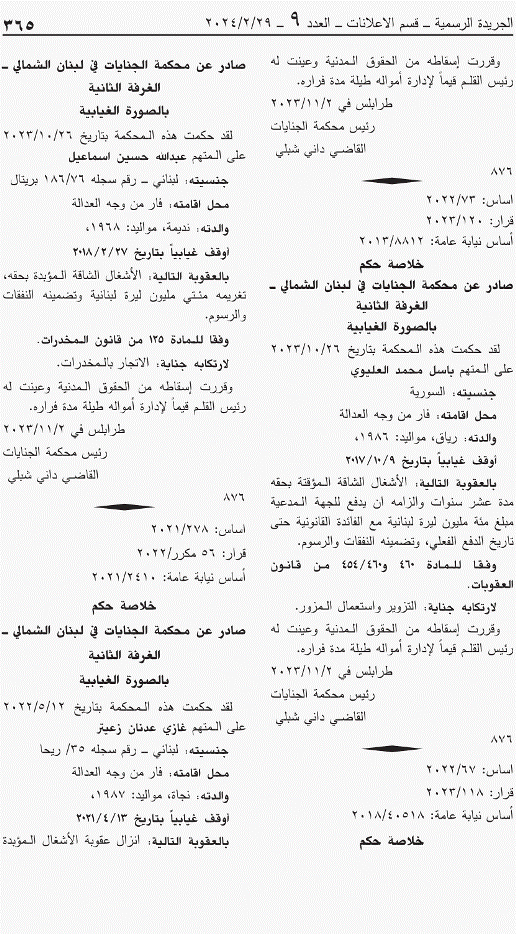 الجريدة الرسمية – قسم الاعلانات – العدد ٩ – ٢٠٢٤/٢/٢٩
٣٦٥
وقررت إسقاطه من الحقوق المدنية وعينت له
رئيس القلم قيماً لإدارة أمواله طيلة مدة فراره.
طرابلس في ٢٠٢٣/١١/٢
رئيس محكمة الجنايات
القاضي داني شبلي
٨٧٦
اساس: ٢٠٢٢/٧٣
قرار: ٢٠٢٣/١٢٠
أساس نيابة عامة: ٢٠١٣/٨٨١٢
خلاصة حكم
صادر عن محكمة الجنايات في لبنان الشمالي –
الغرفة الثانية
بالصورة الغيابية
لقد حكمت هذه المحكمة بتاريخ ٢٠٢٣/١٠/٢٦
على المتهم باسل محمد العليوي
جنسيته: السورية
محل اقامته: فار من وجه العدالة
والدته: رياق، مواليد: ١٩٨٦،
أوقف غيابياً بتاريخ ٢٠١٧/١٠/٩
بالعقوبة التالية: الأشغال الشاقة المؤقتة بحقه
مدة عشر سنوات والزامه ان يدفع للجهة المدعية
مبلغ مئة مليون ليرة لبنانية مع الفائدة القانونية حتى
تاريخ الدفع الفعلي، وتضمينه النفقات والرسوم.
وفقا للمادة ٤٦٠ و٤٥٤/٤٦٠ من قانون
العقوبات.
لارتكابه جناية: التزوير واستعمال المزور.
وقررت إسقاطه من الحقوق المدنية وعينت له
رئيس القلم قيماً لإدارة أمواله طيلة مدة فراره.
طرابلس في ٢٠٢٣/١١/٢
رئيس محكمة الجنايات
القاضي داني شبلي
٨٧٦
اساس: ٢٠٢٢/٦٧
قرار: ٢٠٢٣/١١٨
أساس نيابة عامة: ٢٠١٨/٤٠٥١٨
خلاصة حكم
صادر عن محكمة الجنايات في لبنان الشمالي –
الغرفة الثانية
بالصورة الغيابية
لقد حكمت هذه المحكمة بتاريخ ٢٠٢٣/١٠/٢٦
على المتهم عبدالله حسين اسماعيل
جنسيته: لبناني – رقم سجله ١٨٦/٧٦ بريتال
محل اقامته: فار من وجه العدالة
والدته: نديمة، مواليد: ١٩٦٨،
أوقف غيابياً بتاريخ ٢٠١٨/٢/٢٧
بالعقوبة التالية: الأشغال الشاقة المؤبدة بحقه،
تغريمه مئتي مليون ليرة لبنانية وتضمينه النفقات
والرسوم.
وفقا للمادة ١٢٥ من قانون المخدرات.
لارتكابه جناية: الاتجار بالمخدرات.
وقررت إسقاطه من الحقوق المدنية وعينت له
رئيس القلم قيماً لإدارة أمواله طيلة مدة فراره.
طرابلس في ٢٠٢٣/١١/٢
رئيس محكمة الجنايات
القاضي داني شبلي
٨٧٦
اساس: ٢٠٢١/٢٧٨
قرار: ٥٦ مكرر/٢٠٢٢
أساس نيابة عامة: ٢٠٢١/٢٤١٠
خلاصة حكم
صادر عن محكمة الجنايات في لبنان الشمالي –
الغرفة الثانية
بالصورة الغيابية
لقد حكمت هذه المحكمة بتاريخ ٢٠٢٢/٥/١٢
على المتهم غازي عدنان زعيتر
جنسيته: لبناني – رقم سجله ٣٥/ ريحا
محل اقامته: فار من وجه العدالة
والدته: نجاة، مواليد: ١٩٨٧،
أوقف غيابياً بتاريخ ٢٠٢١/٤/١٣
بالعقوبة التالية: انزال عقوبة الأشغال المؤبدة